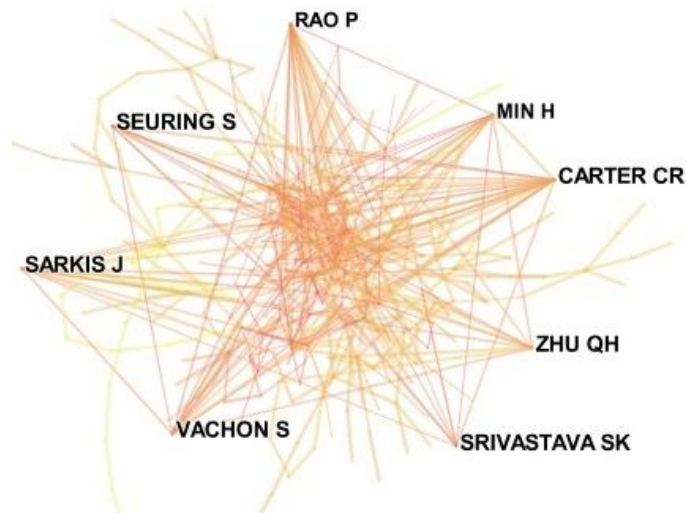 RAO P
MIN H
SEURING S
CARTER CR
SARKIS J
ZHU QH
VACHON S
SRIVASTAVA SK